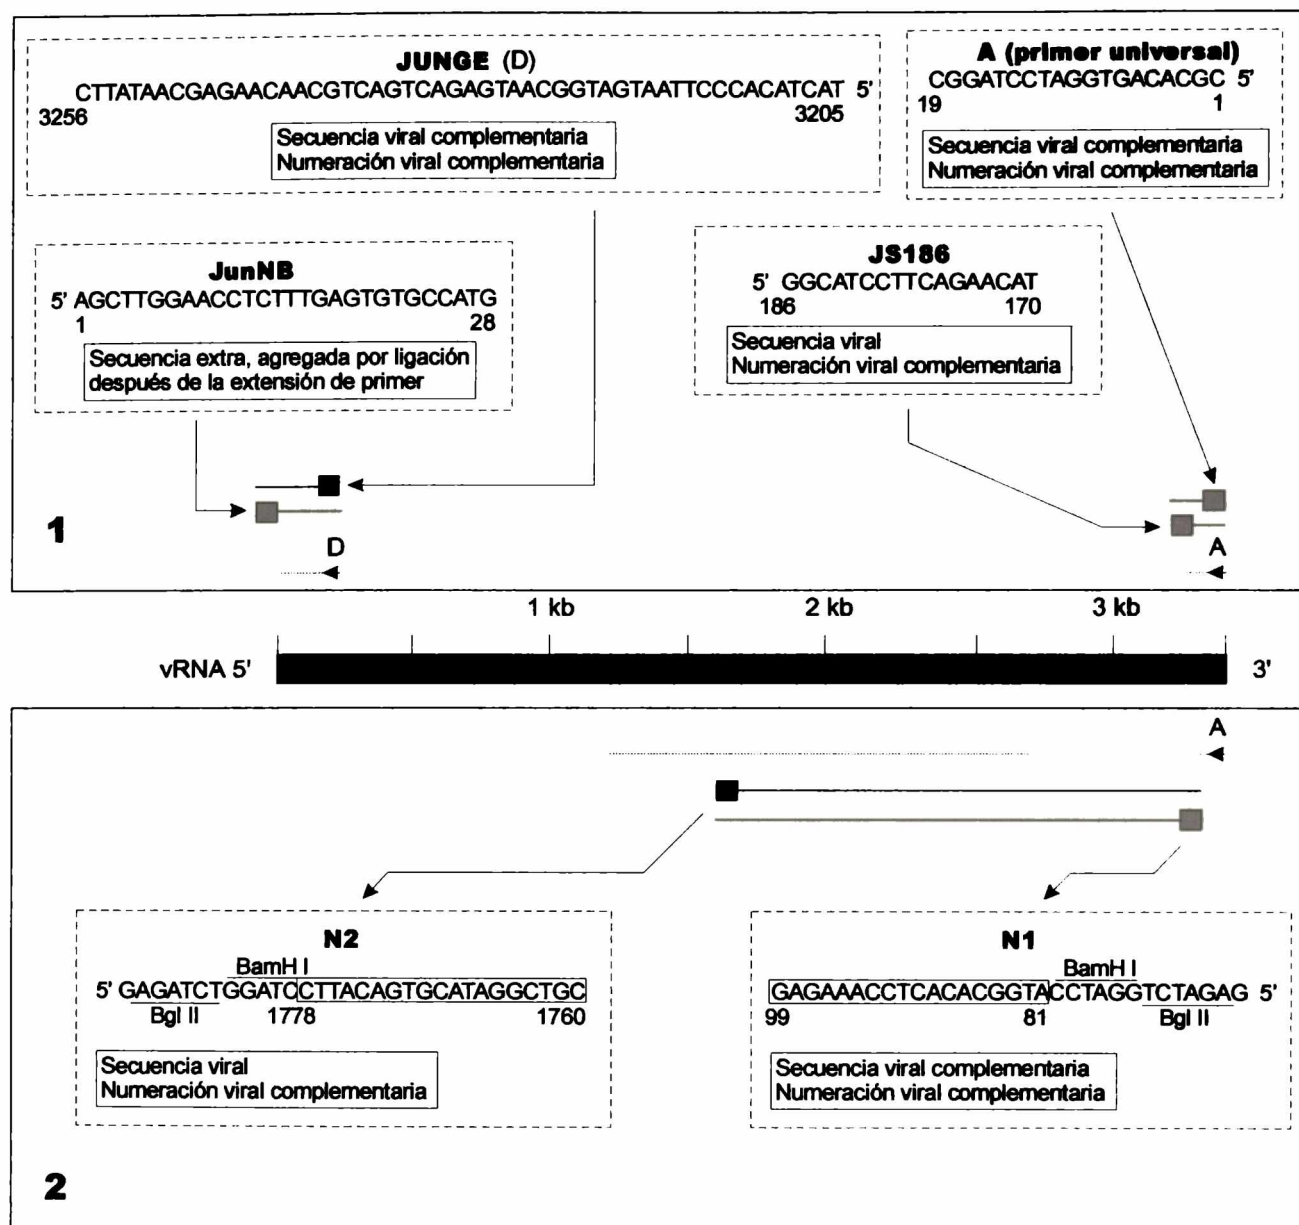 JUNGE (D)
CTTATAACGAGAACAACGTCAGTCAGAGTAACGGTAGTAATTCCCACATCAT 5'
3256 3205
Secuencia viral complementaria
Numeración viral complementaria
A (primer universal)
CGGATCCTAGGTGACACGC 5'
19 1
Secuencia viral complementaria
Numeración viral complementaria
JunNB
5' AGCTTGGAACCTCTTTGAGTGTGCCATG
1 28
Secuencia extra, agregada por ligación
después de la extensión de primer
JS186
5' GGCATCCTTCAGAACAT
186 170
Secuencia viral
Numeración viral complementaria
1
D
A
1 kb 2 kb 3 kb
vRNA 5' 3'
A
N2
BamH I
5' GAGATCTGGATCCTTACAGTGCATAGGCTGC
Bgl II 1778 1760
Secuencia viral
Numeración viral complementaria
N1
BamH I
GAGAAACCTCACACGGTACCTAGGTCTAGAG 5'
99 81 Bgl II
Secuencia viral complementaria
Numeración viral complementaria
2